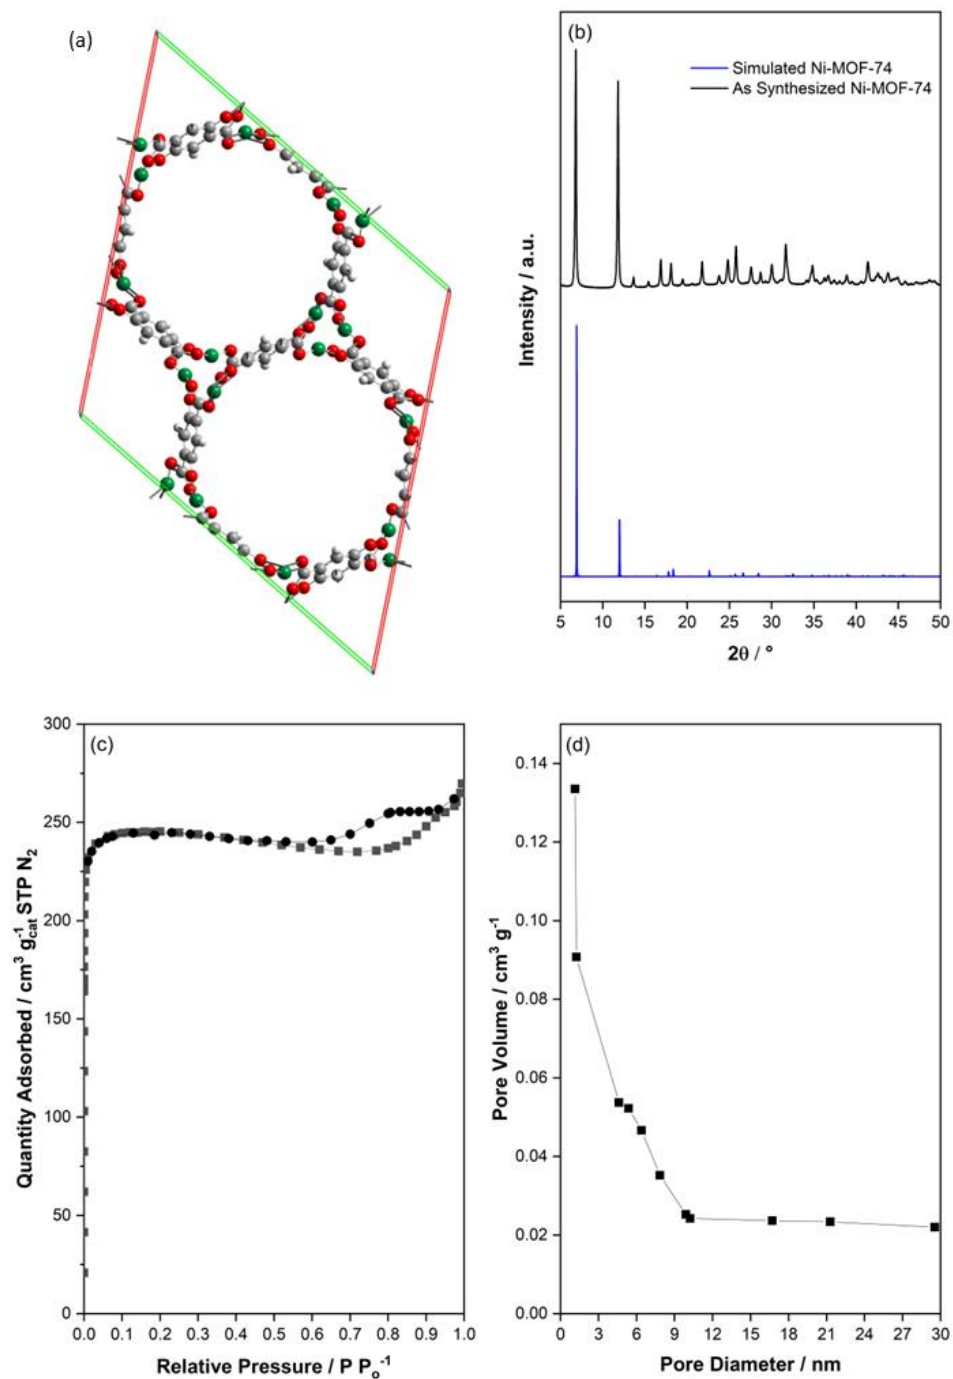 (a)
(b)
Simulated Ni-MOF-74
As Synthesized Ni-MOF-74
Intensity / a.u.
5 10 15 20 25 30 35 40 45 50
2θ / °
(c)
300
250
200
150
100
50
0
Quantity Adsorbed / cm³ g⁻¹cat STP N₂
0.0 0.1 0.2 0.3 0.4 0.5 0.6 0.7 0.8 0.9 1.0
Relative Pressure / P Po⁻¹
(d)
0.14
0.12
0.10
0.08
0.06
0.04
0.02
0.00
Pore Volume / cm³ g⁻¹
0 3 6 9 12 15 18 21 24 27 30
Pore Diameter / nm